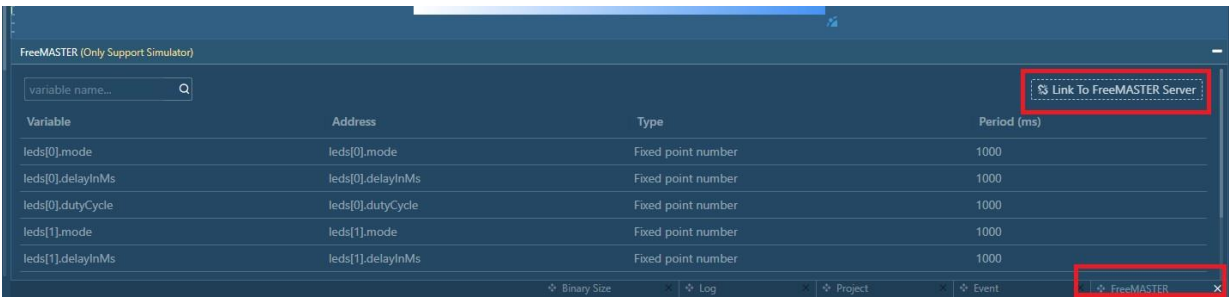 FreeMASTER (Only Support Simulator)
variable name...
Link To FreeMASTER Server
Variable Address Type Period (ms)
leds[0].mode leds[0].mode Fixed point number 1000
leds[0].delayInMs leds[0].delayInMs Fixed point number 1000
leds[0].dutyCycle leds[0].dutyCycle Fixed point number 1000
leds[1].mode leds[1].mode Fixed point number 1000
leds[1].delayInMs leds[1].delayInMs Fixed point number 1000
Binary Size Log Project Event FreeMASTER